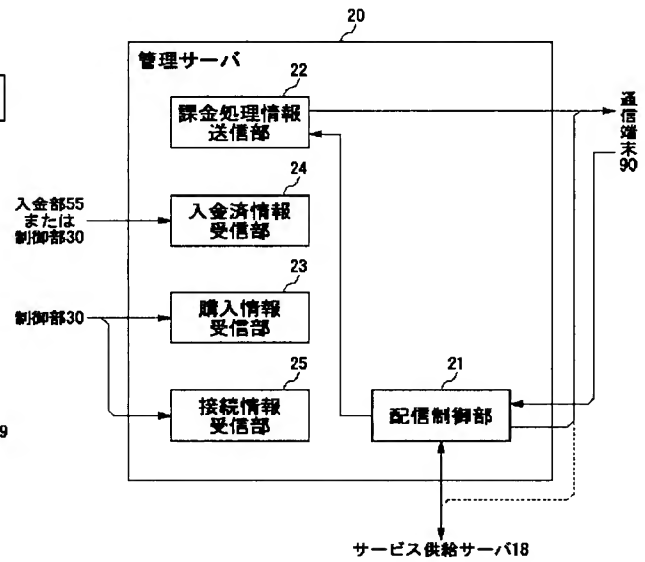 20
管理サーバ
22
課金処理情報
送信部
通信端末90
24
入金部55
または
制御部30
入金済情報
受信部
23
制御部30
購入情報
受信部
25
接続情報
受信部
21
配信制御部
9
サービス供給サーバ18